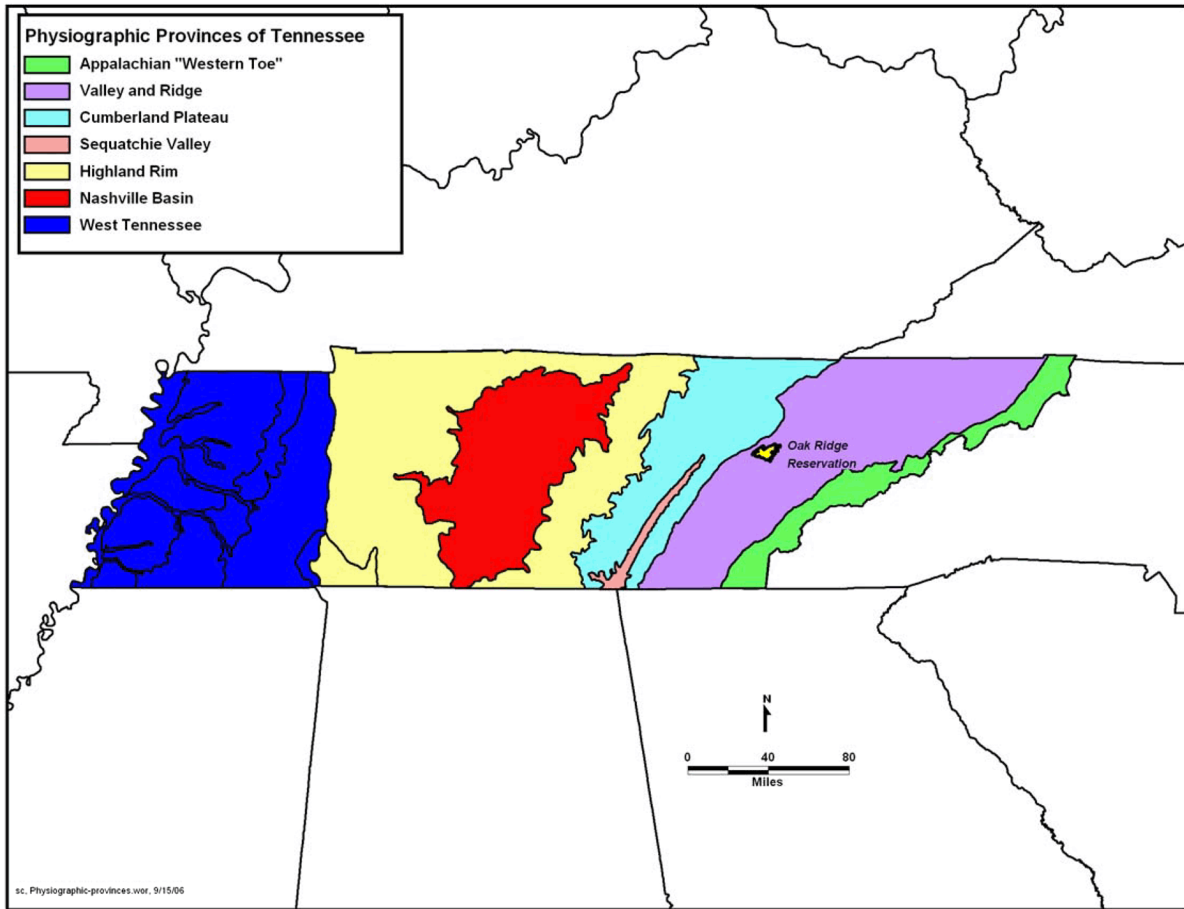 Physiographic Provinces of Tennessee
Appalachian "Western Toe"
Valley and Ridge
Cumberland Plateau
Sequatchie Valley
Highland Rim
Nashville Basin
West Tennessee
Oak Ridge
Reservation
N
0 40 80
Miles
sc, Physiographic-provinces.wor, 9/15/06